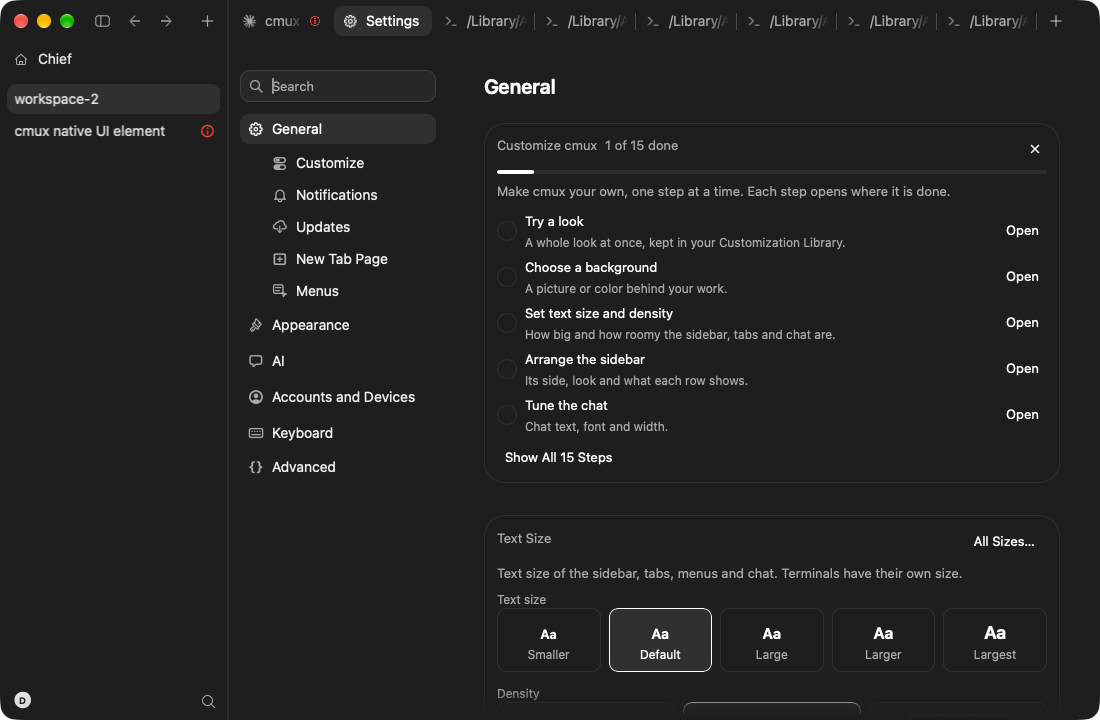 cmux
Settings
/Library/
/Library/
/Library/
/Library/
/Library/
/Library/
Chief
workspace-2
cmux native UI element
D
Search
General
Customize
Notifications
Updates
New Tab Page
Menus
Appearance
AI
Accounts and Devices
Keyboard
Advanced
General
Customize cmux 1 of 15 done
Make cmux your own, one step at a time. Each step opens where it is done.
Try a look
A whole look at once, kept in your Customization Library.
Open
Choose a background
A picture or color behind your work.
Open
Set text size and density
How big and how roomy the sidebar, tabs and chat are.
Open
Arrange the sidebar
Its side, look and what each row shows.
Open
Tune the chat
Chat text, font and width.
Open
Show All 15 Steps
Text Size
All Sizes...
Text size of the sidebar, tabs, menus and chat. Terminals have their own size.
Text size
Aa
Smaller
Aa
Default
Aa
Large
Aa
Larger
Aa
Largest
Density